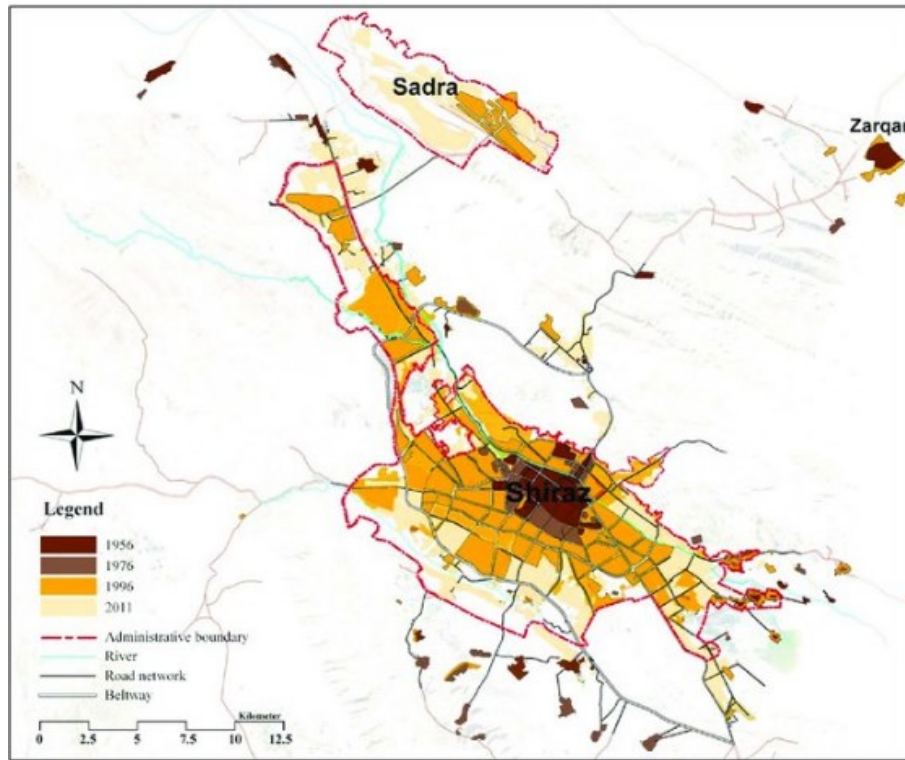 Sadra
Zarqan
N
Shiraz
Legend
1956
1976
1996
2011
Administrative boundary
River
Road network
Beltway
Kilometer
0 2.5 5 7.5 10 12.5